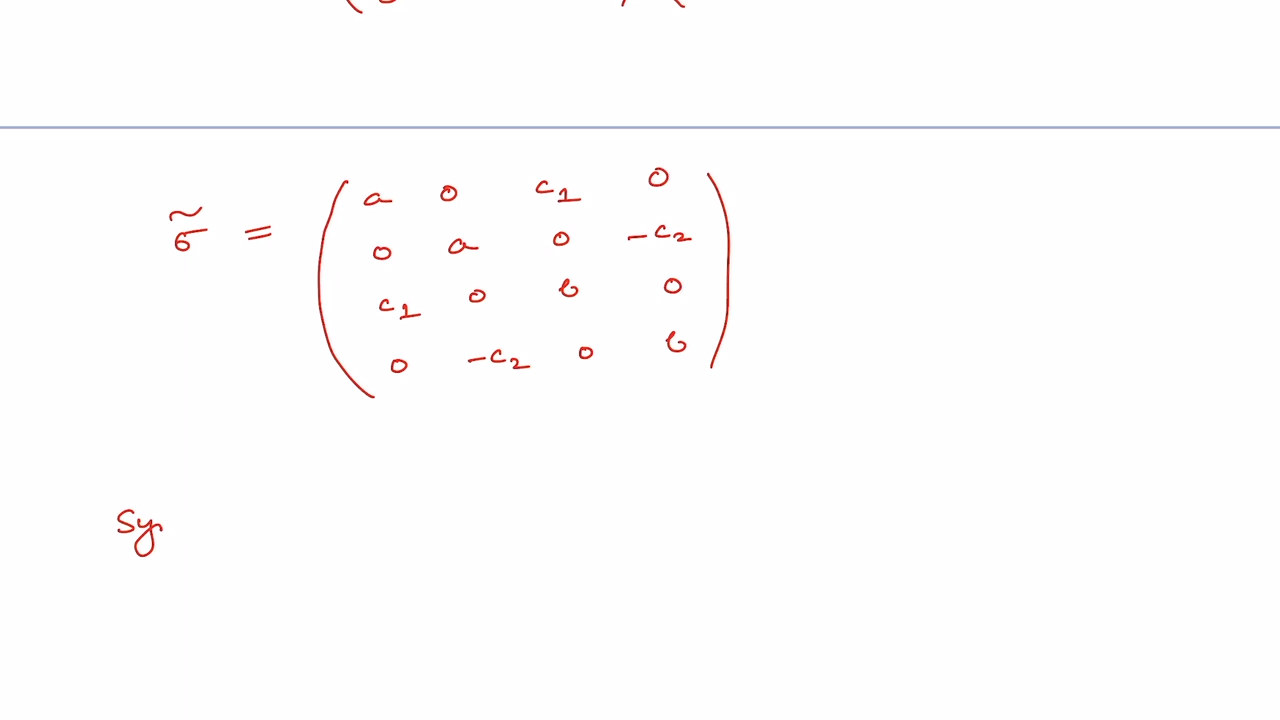 σ̃ =
a 0 c1 0
0 a 0 -c2
c1 0 b 0
0 -c2 0 b
Sy